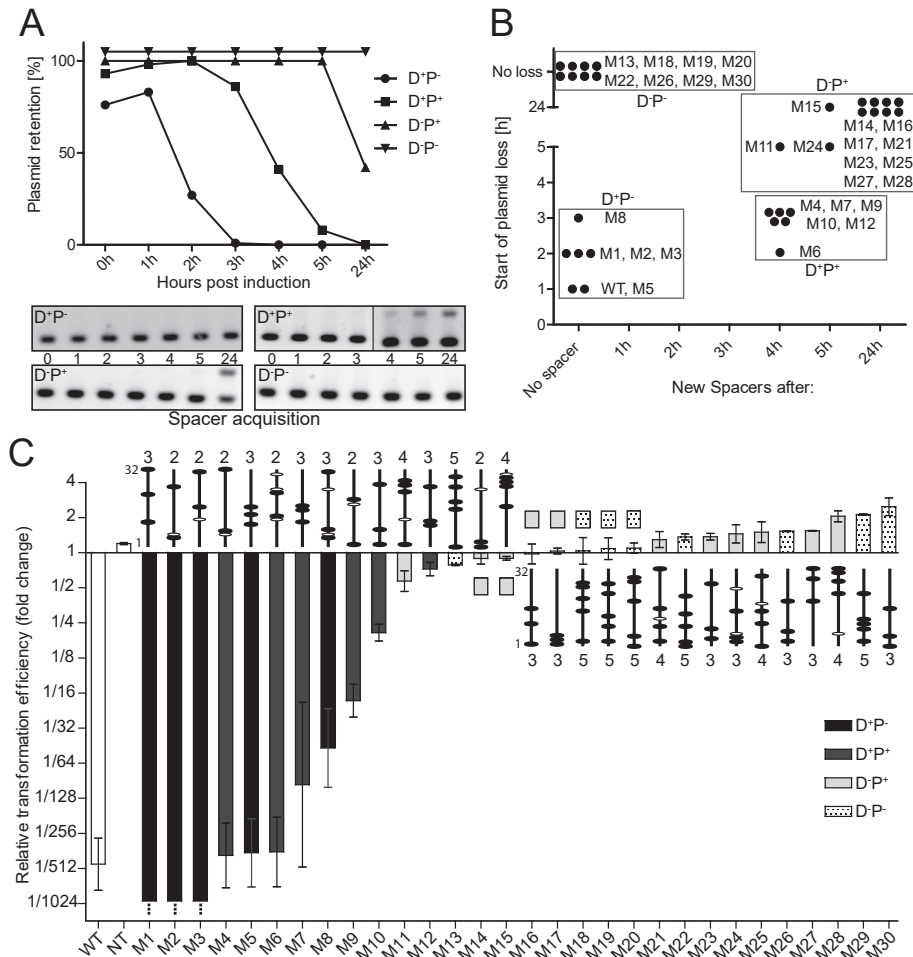 A
Plasmid retention [%]
100
50
0
0h 1h 2h 3h 4h 5h 24h
Hours post induction
D+P-
D+P+
D-P+
D-P-
D+P-
D+P+
0 1 2 3 4 5 24
0 1 2 3 4 5 24
D-P+
D-P-
Spacer acquisition
B
Start of plasmid loss [h]
No loss
24
5
4
3
2
1
0
M13, M18, M19, M20
M22, M26, M29, M30
D-P-
D-P+
M15
M14, M16
M17, M21
M23, M25
M27, M28
M11
M24
D+P-
M8
M1, M2, M3
WT, M5
M4, M7, M9
M10, M12
M6
D+P+
No spacer 1h 2h 3h 4h 5h 24h
New Spacers after:
C
Relative transformation efficiency (fold change)
4
2
1
1/2
1/4
1/8
1/16
1/32
1/64
1/128
1/256
1/512
1/1024
3 2 2 2 3 2 3 3 2 3 4 3 5 2 4
32
1
32
1
3 3 5 5 5 4 5 3 3 4 3 3 4 5 3
D+P-
D+P+
D-P+
D-P-
WT NT M1 M2 M3 M4 M5 M6 M7 M8 M9 M10 M11 M12 M13 M14 M15 M16 M17 M18 M19 M20 M21 M22 M23 M24 M25 M26 M27 M28 M29 M30